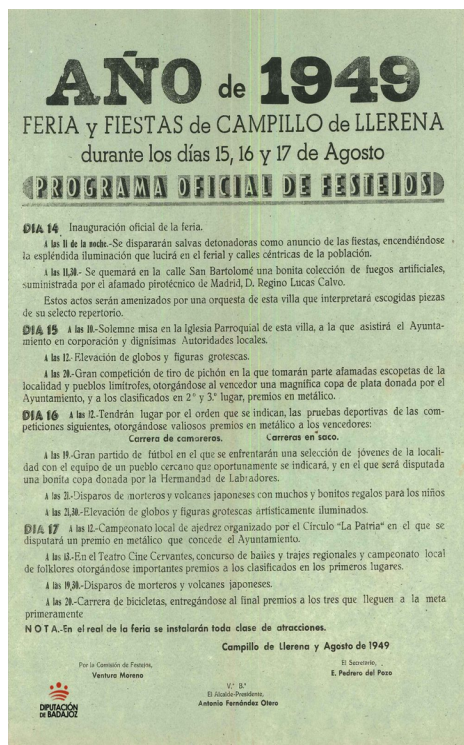 AÑO de 1949
FERIA y FIESTAS de CAMPILLO de LLERENA
durante los días 15, 16 y 17 de Agosto
PROGRAMA OFICIAL DE FESTEJOS
DIA 14 Inauguración oficial de la feria.
A las 11 de la noche.-Se dispararán salvas detonadoras como anuncio de las fiestas, encendiéndose
la espléndida iluminación que lucirá en el ferial y calles céntricas de la población.
A las 11,30.- Se quemará en la calle San Bartolomé una bonita colección de fuegos artificiales,
suministrada por el afamado pirotécnico de Madrid, D. Regino Lucas Calvo.
Estos actos serán amenizados por una orquesta de esta villa que interpretará escogidas piezas
de su selecto repertorio.
DIA 15 A las 10.-Solemne misa en la Iglesia Parroquial de esta villa, a la que asistirá el Ayunta-
miento en corporación y dignísimas Autoridades locales.
A las 12.-Elevación de globos y figuras grotescas.
A las 20.-Gran competición de tiro de pichón en la que tomarán parte afamadas escopetas de la
localidad y pueblos limítrofes, otorgándose al vencedor una magnífica copa de plata donada por el
Ayuntamiento, y a los clasificados en 2º y 3.º lugar, premios en metálico.
DIA 16 A las 12.-Tendrán lugar por el orden que se indican, las pruebas deportivas de las com-
peticiones siguientes, otorgándose valiosos premios en metálico a los vencedores:
Carrera de camareros. Carreras en saco.
A las 19.-Gran partido de fútbol en el que se enfrentarán una selección de jóvenes de la locali-
dad con el equipo de un pueblo cercano que oportunamente se indicará, y en el que será disputada
una bonita copa donada por la Hermandad de Labradores.
A las 21.-Disparos de morteros y volcanes japoneses con muchos y bonitos regalos para los niños
A las 21,30.-Elevación de globos y figuras grotescas artísticamente iluminados.
DIA 17 A las 12.-Campeonato local de ajedrez organizado por el Círculo "La Patria" en el que se
disputará un premio en metálico que concede el Ayuntamiento.
A las 13.-En el Teatro Cine Cervantes, concurso de bailes y trajes regionales y campeonato local
de folklores otorgándose importantes premios a los clasificados en los primeros lugares.
A las 19,30.-Disparos de morteros y volcanes japoneses.
A las 20.-Carrera de bicicletas, entregándose al final premios a los tres que lleguen a la meta
primeramente
NOTA.-En el real de la feria se instalarán toda clase de atracciones.
Campillo de Llerena y Agosto de 1949
Por la Comisión de Festejos,
Ventura Moreno
El Secretario,
E. Pedrero del Pozo
V.º B.º
El Alcalde-Presidente,
Antonio Fernández Otero
DIPUTACIÓN
DE BADAJOZ